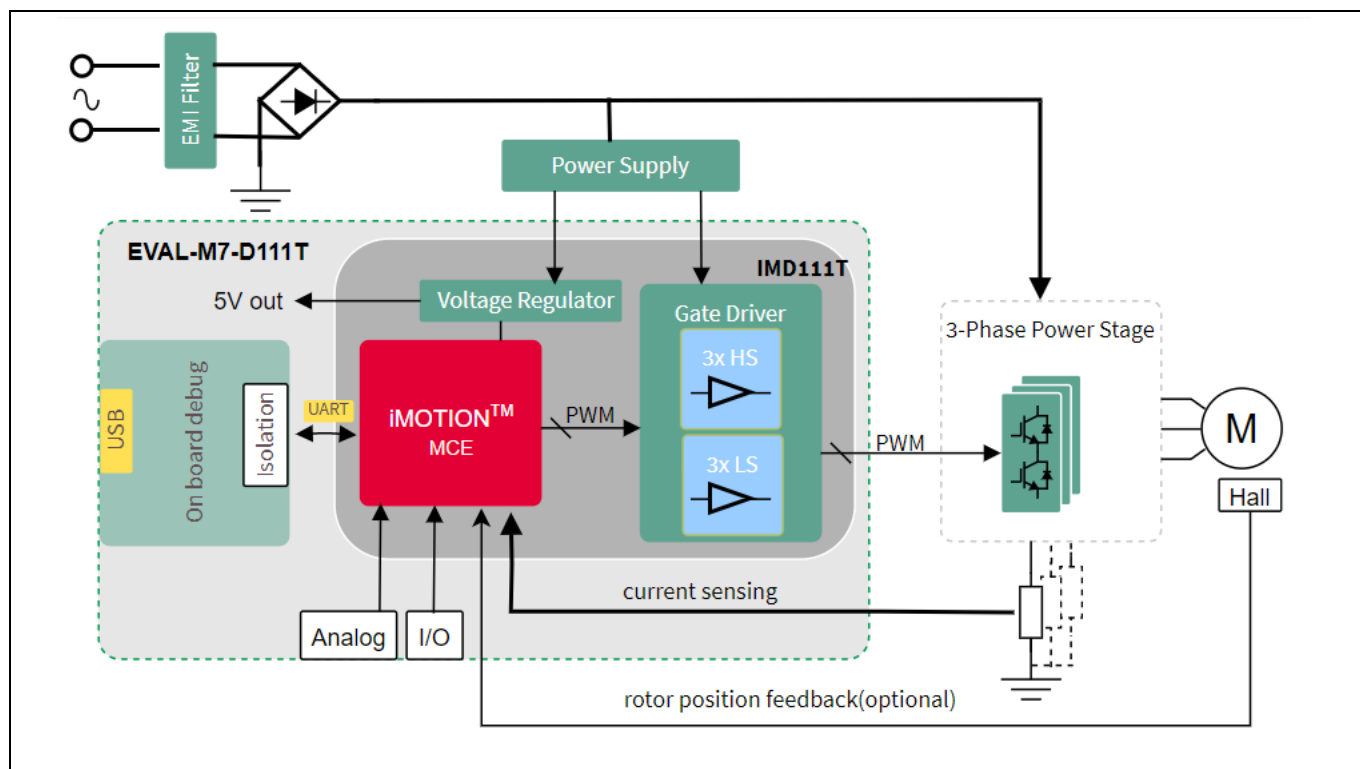 EMI Filter
Power Supply
EVAL-M7-D111T
IMD111T
5V out
Voltage Regulator
Gate Driver
3-Phase Power Stage
3x HS
USB
On board debug
Isolation
UART
iMOTION™
MCE
PWM
M
PWM
3x LS
Hall
current sensing
Analog
I/O
rotor position feedback(optional)